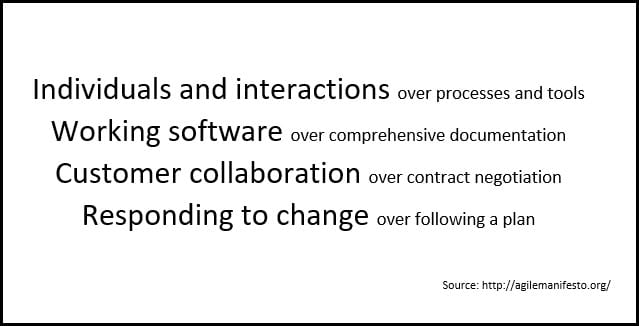 Individuals and interactions over processes and tools
Working software over comprehensive documentation
Customer collaboration over contract negotiation
Responding to change over following a plan
Source: http://agilemanifesto.org/